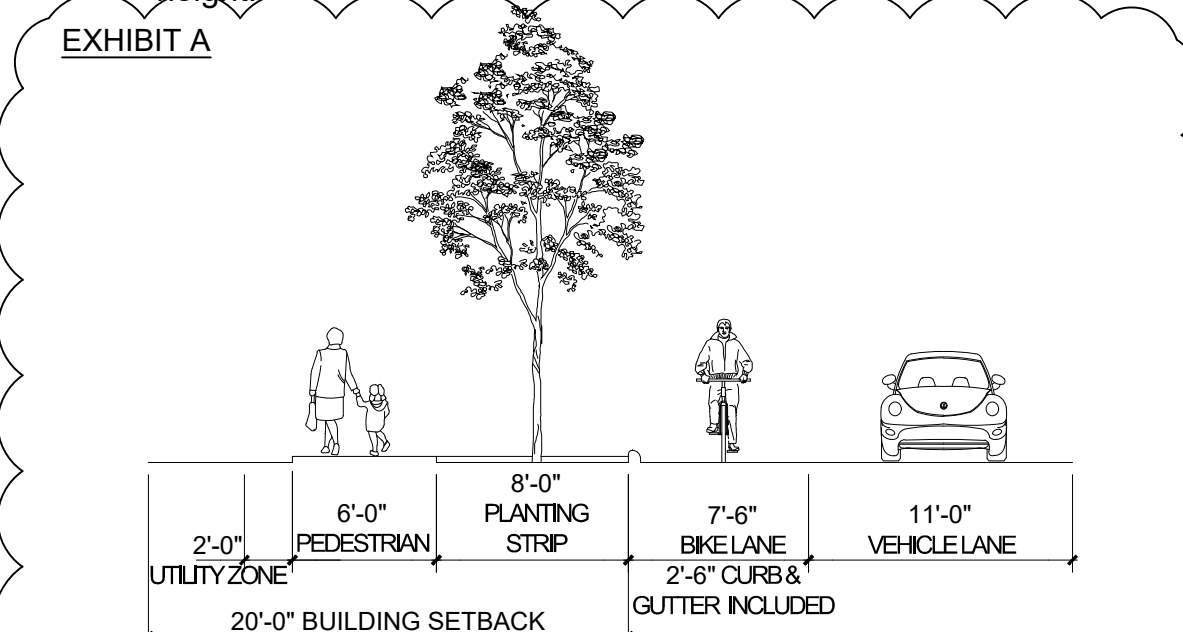 EXHIBIT A
8'-0"
PLANTING
STRIP
6'-0"
PEDESTRIAN
7'-6"
BIKE LANE
11'-0"
VEHICLE LANE
2'-0"
UTILITY ZONE
2'-6" CURB &
GUTTER INCLUDED
20'-0" BUILDING SETBACK